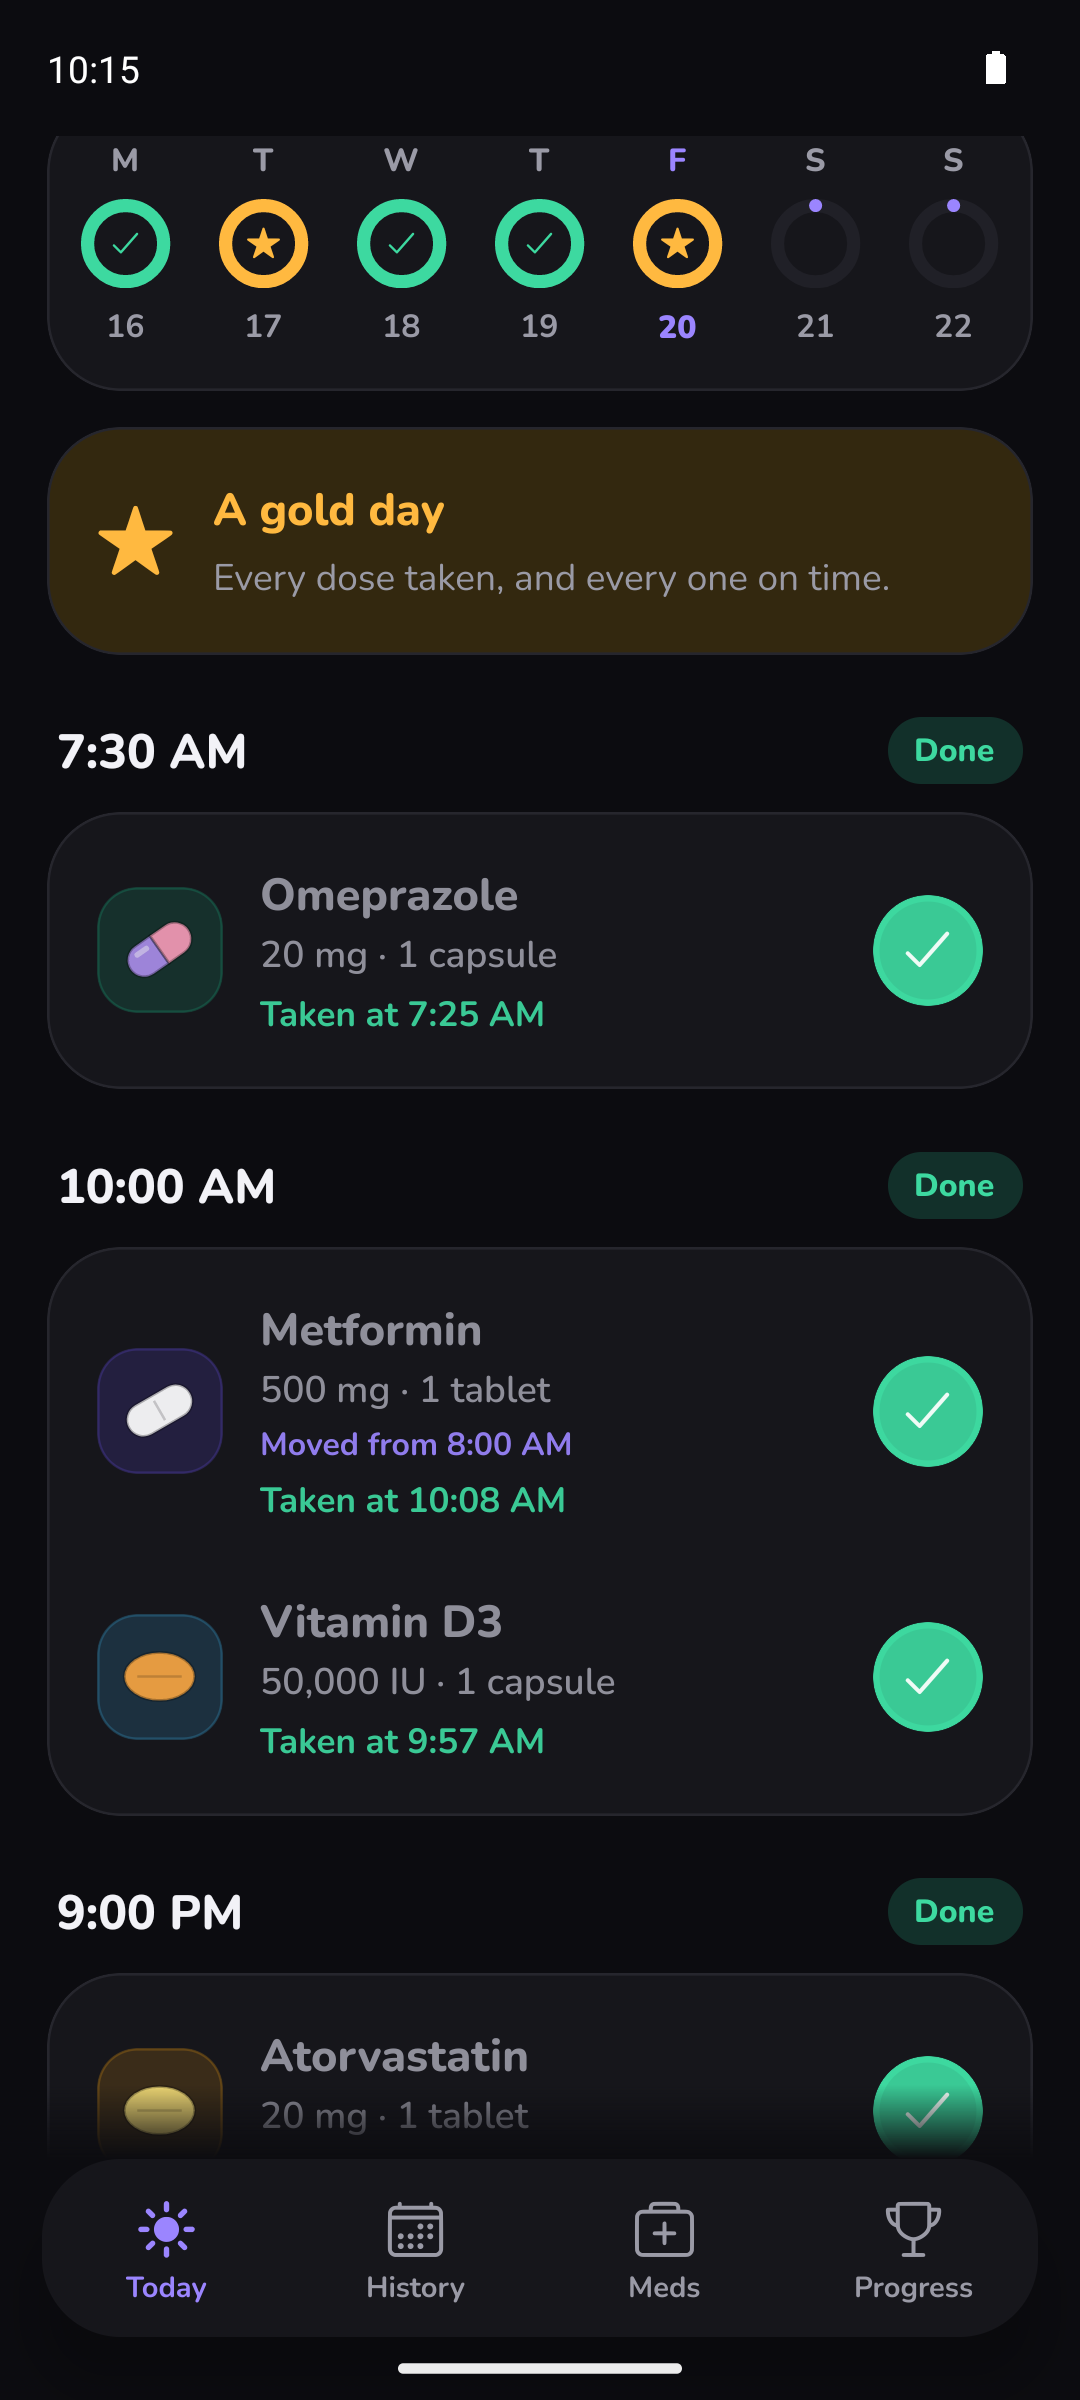 10:15
M T W T F S S
16 17 18 19 20 21 22
A gold day
Every dose taken, and every one on time.
7:30 AM Done
Omeprazole
20 mg · 1 capsule
Taken at 7:25 AM
10:00 AM Done
Metformin
500 mg · 1 tablet
Moved from 8:00 AM
Taken at 10:08 AM
Vitamin D3
50,000 IU · 1 capsule
Taken at 9:57 AM
9:00 PM Done
Atorvastatin
20 mg · 1 tablet
Today History Meds Progress